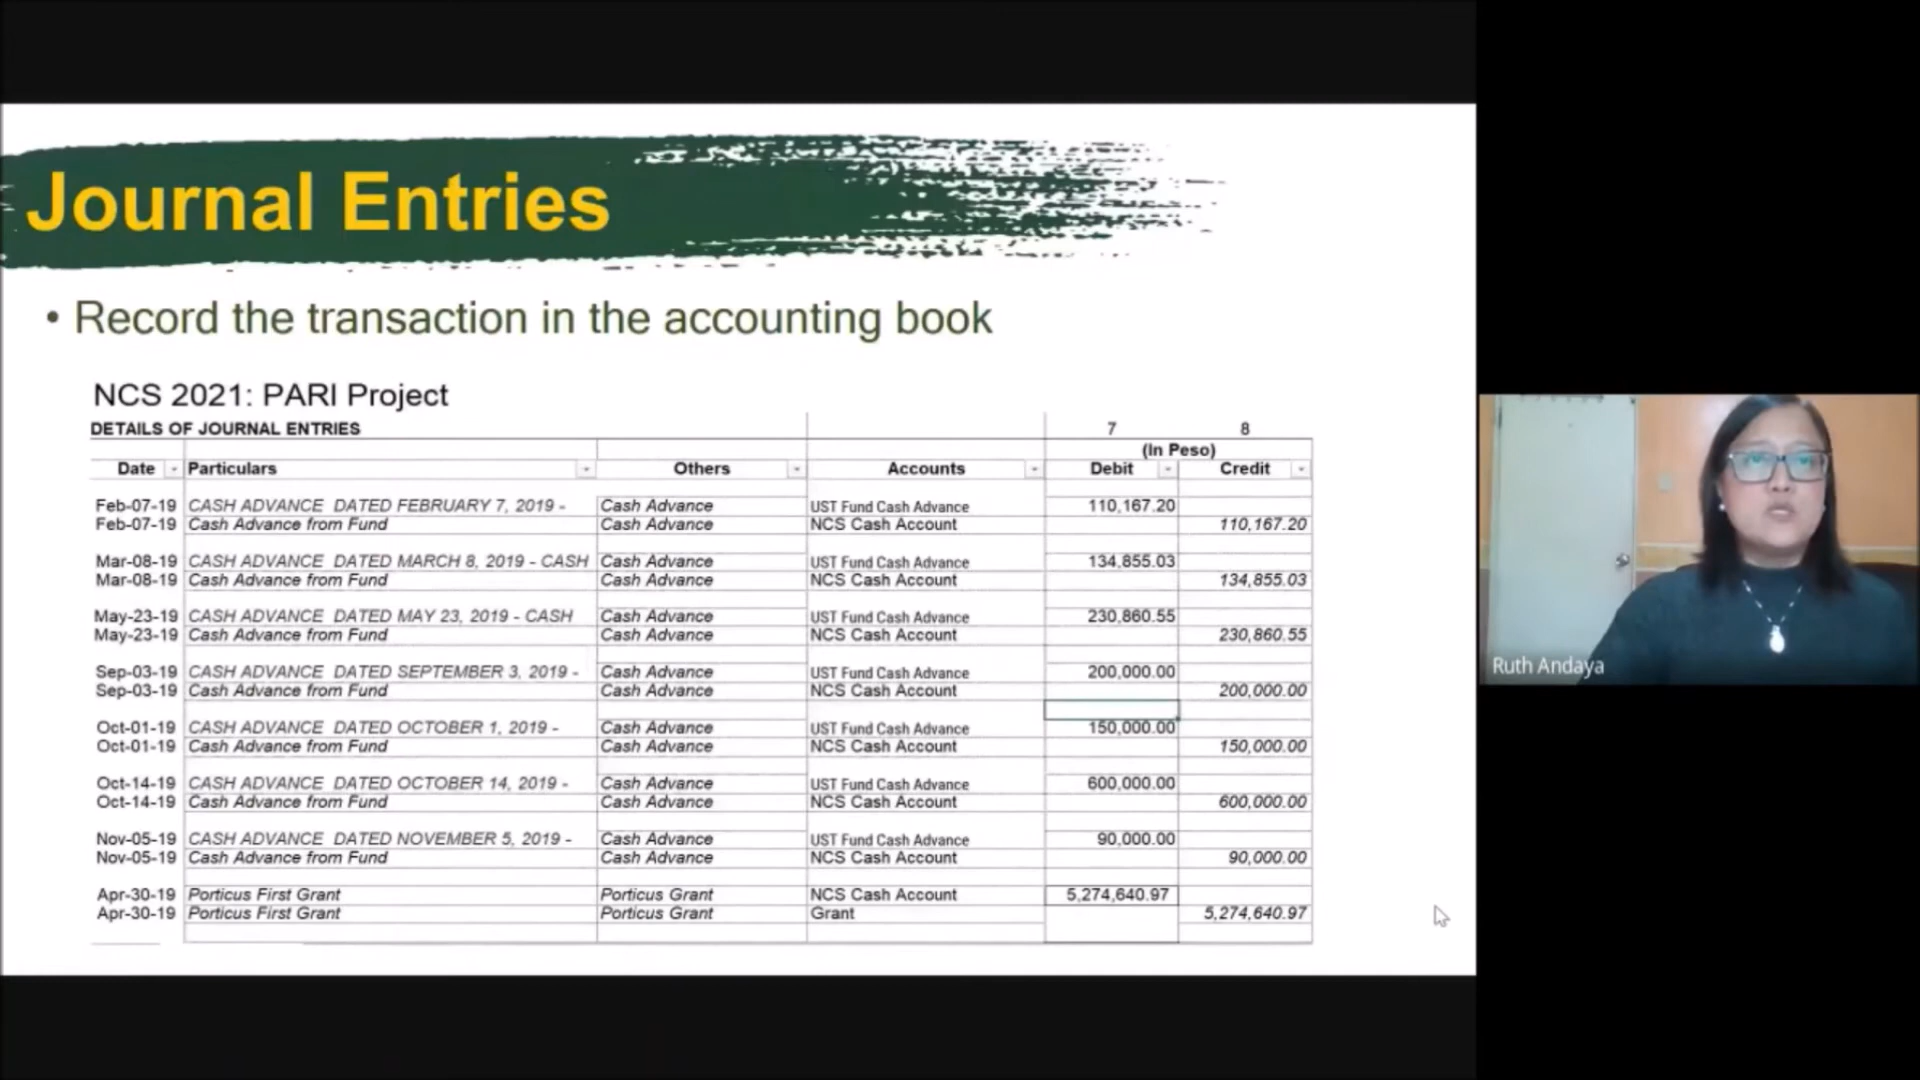 Journal Entries
• Record the transaction in the accounting book
NCS 2021: PARI Project
DETAILS OF JOURNAL ENTRIES 7 8
(In Peso)
Date Particulars Others Accounts Debit Credit
Feb-07-19 CASH ADVANCE DATED FEBRUARY 7, 2019 - Cash Advance UST Fund Cash Advance 110,167.20
Feb-07-19 Cash Advance from Fund Cash Advance NCS Cash Account 110,167.20
Mar-08-19 CASH ADVANCE DATED MARCH 8, 2019 - CASH Cash Advance UST Fund Cash Advance 134,855.03
Mar-08-19 Cash Advance from Fund Cash Advance NCS Cash Account 134,855.03
May-23-19 CASH ADVANCE DATED MAY 23, 2019 - CASH Cash Advance UST Fund Cash Advance 230,860.55
May-23-19 Cash Advance from Fund Cash Advance NCS Cash Account 230,860.55
Sep-03-19 CASH ADVANCE DATED SEPTEMBER 3, 2019 - Cash Advance UST Fund Cash Advance 200,000.00
Sep-03-19 Cash Advance from Fund Cash Advance NCS Cash Account 200,000.00
Oct-01-19 CASH ADVANCE DATED OCTOBER 1, 2019 - Cash Advance UST Fund Cash Advance 150,000.00
Oct-01-19 Cash Advance from Fund Cash Advance NCS Cash Account 150,000.00
Oct-14-19 CASH ADVANCE DATED OCTOBER 14, 2019 - Cash Advance UST Fund Cash Advance 600,000.00
Oct-14-19 Cash Advance from Fund Cash Advance NCS Cash Account 600,000.00
Nov-05-19 CASH ADVANCE DATED NOVEMBER 5, 2019 - Cash Advance UST Fund Cash Advance 90,000.00
Nov-05-19 Cash Advance from Fund Cash Advance NCS Cash Account 90,000.00
Apr-30-19 Porticus First Grant Porticus Grant NCS Cash Account 5,274,640.97
Apr-30-19 Porticus First Grant Porticus Grant Grant 5,274,640.97
Ruth Andaya